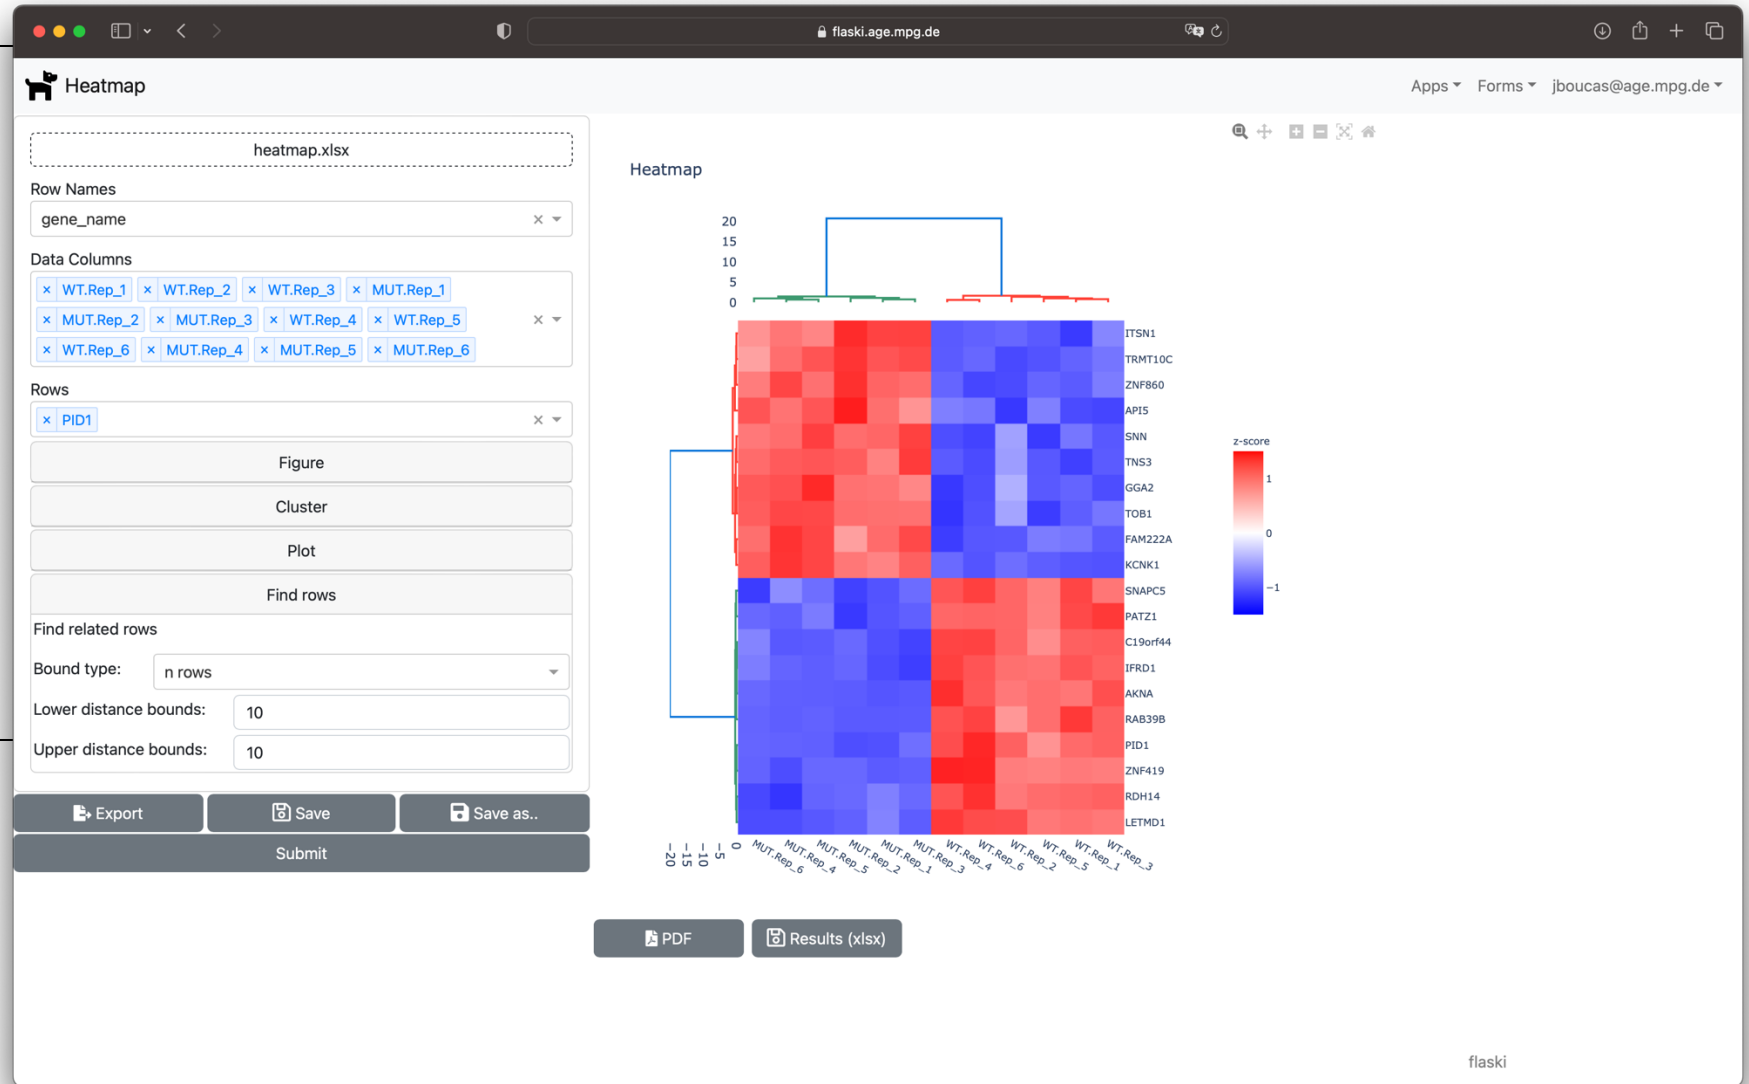 flaski.age.mpg.de
Heatmap
Apps Forms jboucas@age.mpg.de
heatmap.xlsx
Row Names
gene_name
Data Columns
× WT.Rep_1 × WT.Rep_2 × WT.Rep_3 × MUT.Rep_1
× MUT.Rep_2 × MUT.Rep_3 × WT.Rep_4 × WT.Rep_5
× WT.Rep_6 × MUT.Rep_4 × MUT.Rep_5 × MUT.Rep_6
Rows
× PID1
Figure
Cluster
Plot
Find rows
Find related rows
Bound type: n rows
Lower distance bounds: 10
Upper distance bounds: 10
Export Save Save as..
Submit
Heatmap
20
15
10
5
0
ITSN1
TRMT10C
ZNF860
API5
SNN
TNS3
GGA2
TOB1
FAM222A
KCNK1
SNAPC5
PATZ1
C19orf44
IFRD1
AKNA
RAB39B
PID1
ZNF419
RDH14
LETMD1
−20 −15 −10 −5 0
MUT.Rep_6 MUT.Rep_4 MUT.Rep_5 MUT.Rep_2 MUT.Rep_1 MUT.Rep_3 WT.Rep_4 WT.Rep_6 WT.Rep_2 WT.Rep_5 WT.Rep_1 WT.Rep_3
z-score
1
0
−1
PDF Results (xlsx)
flaski